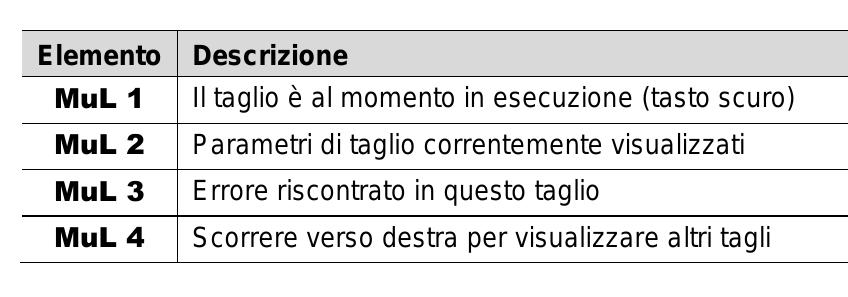 Elemento Descrizione
MuL 1 Il taglio è al momento in esecuzione (tasto scuro)
MuL 2 Parametri di taglio correntemente visualizzati
MuL 3 Errore riscontrato in questo taglio
MuL 4 Scorrere verso destra per visualizzare altri tagli